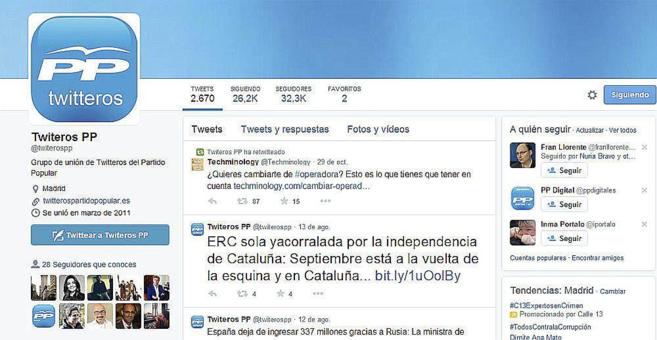 PP
twitteros
TWEETS
2.670
SIGUIENDO
26,2K
SEGUIDORES
32,3K
FAVORITOS
2
Siguiendo
Twiteros PP
@twiterospp
Grupo de unión de Twitteros del Partido
Popular
Madrid
twitterospartidopopular.es
Se unió en marzo de 2011
Twittear a Twiteros PP
28 Seguidores que conoces
Tweets Tweets y respuestas Fotos y vídeos
Twiteros PP ha retwitteado
Techminology @Techminology · 29 de oct.
¿Quieres cambiarte de #operadora? Esto es lo que tienes que tener en
cuenta techminology.com/cambiar-operad...
87 15
Twiteros PP @twiterospp · 13 de ago.
ERC sola yacorralada por la independencia
de Cataluña: Septiembre está a la vuelta de
la esquina y en Cataluña... bit.ly/1uOolBy
4 4
Twiteros PP @twiterospp · 12 de ago.
España deja de ingresar 337 millones gracias a Rusia: La ministra de
A quién seguir · Actualizar · Ver todos
Fran Llorente @franllorente...
Seguido por Nuria Bravo y ot...
Seguir
PP Digital @ppdigitales
Seguir
Inma Portalo @iportalo
Seguir
Cuentas populares · Encontrar amigos
Tendencias: Madrid · Cambiar
#C13ExpertosenCrimen
Promocionado por Calle 13
#TodosContralaCorrupción
Dimite Ana Mato